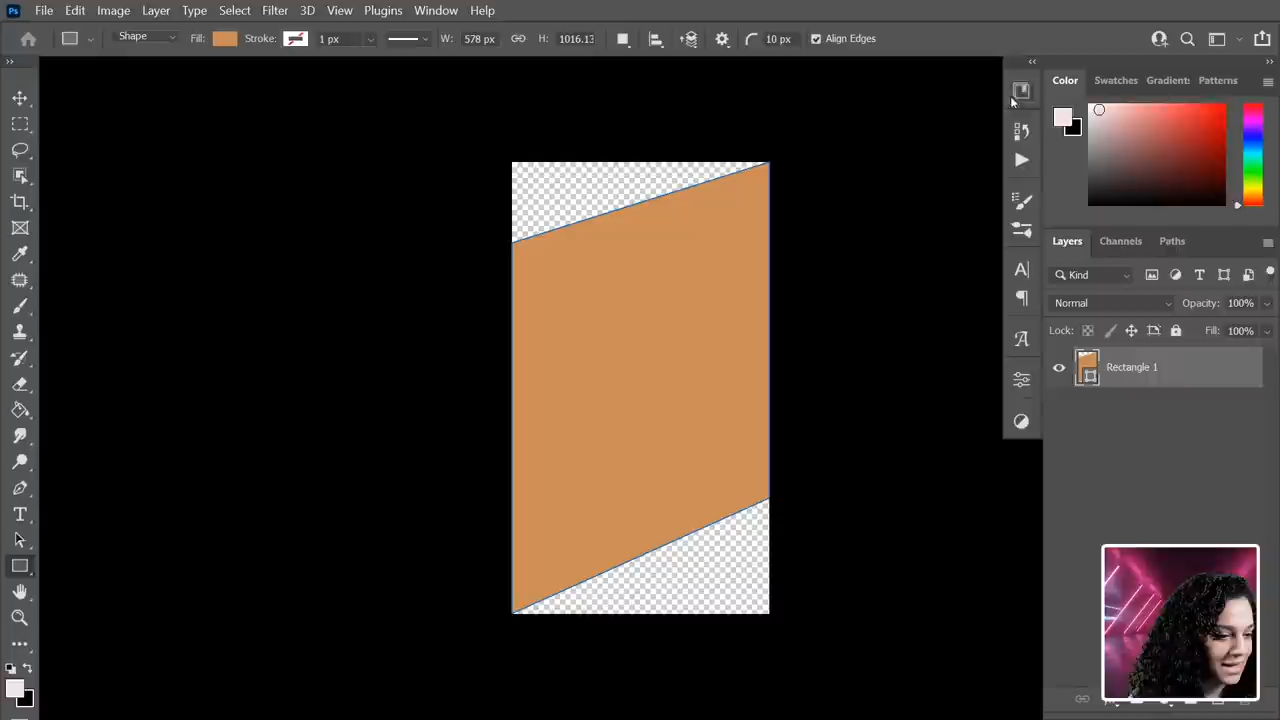 Ps File Edit Image Layer Type Select Filter 3D View Plugins Window Help
Shape Fill: Stroke: 1 px W: 578 px H: 1016.13 10 px Align Edges
Color Swatches Gradient: Patterns
Layers Channels Paths
Kind
Normal Opacity: 100%
Lock: Fill: 100%
Rectangle 1